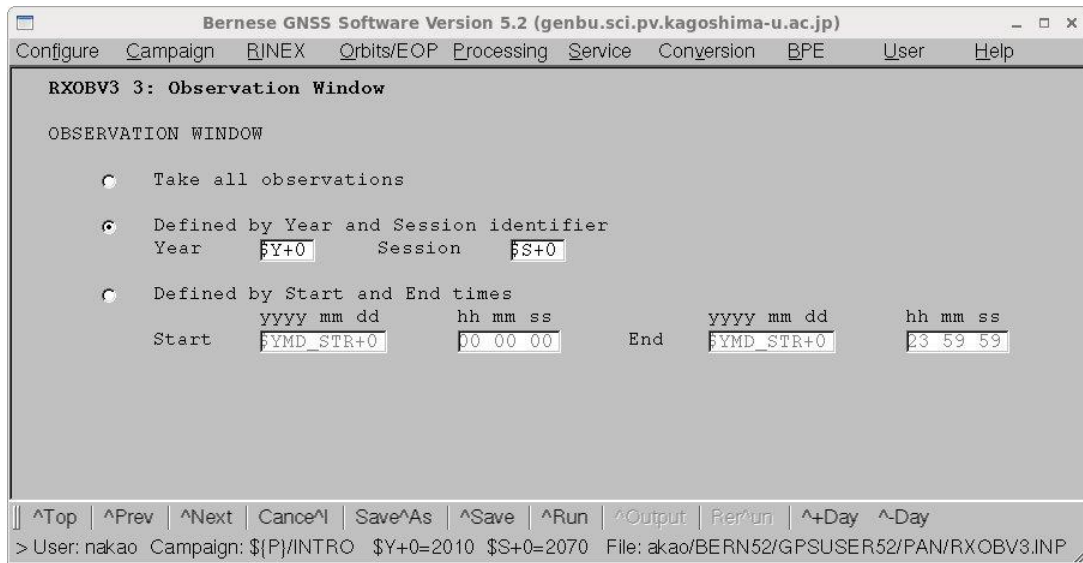 Bernese GNSS Software Version 5.2 (genbu.sci.pv.kagoshima-u.ac.jp)
Configure Campaign RINEX Orbits/EOP Processing Service Conversion BPE User Help
RXOBV3 3: Observation Window
OBSERVATION WINDOW
Take all observations
Defined by Year and Session identifier
Year $Y+0 Session $S+0
Defined by Start and End times
yyyy mm dd hh mm ss yyyy mm dd hh mm ss
Start $YMD_STR+0 00 00 00 End $YMD_STR+0 23 59 59
^Top | ^Prev | ^Next | Cance^l | Save^As | ^Save | ^Run | ^Output | Rer^un | ^+Day ^-Day
> User: nakao Campaign: ${P}/INTRO $Y+0=2010 $S+0=2070 File: akao/BERN52/GPSUSER52/PAN/RXOBV3.INP